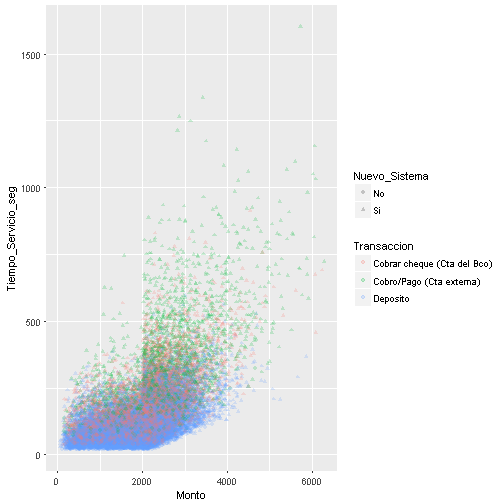 1500
1000
500
0
Tiempo_Servicio_seg
0
2000
4000
6000
Monto
Nuevo_Sistema
No
Si
Transaccion
Cobrar cheque (Cta del Bco)
Cobro/Pago (Cta externa)
Deposito